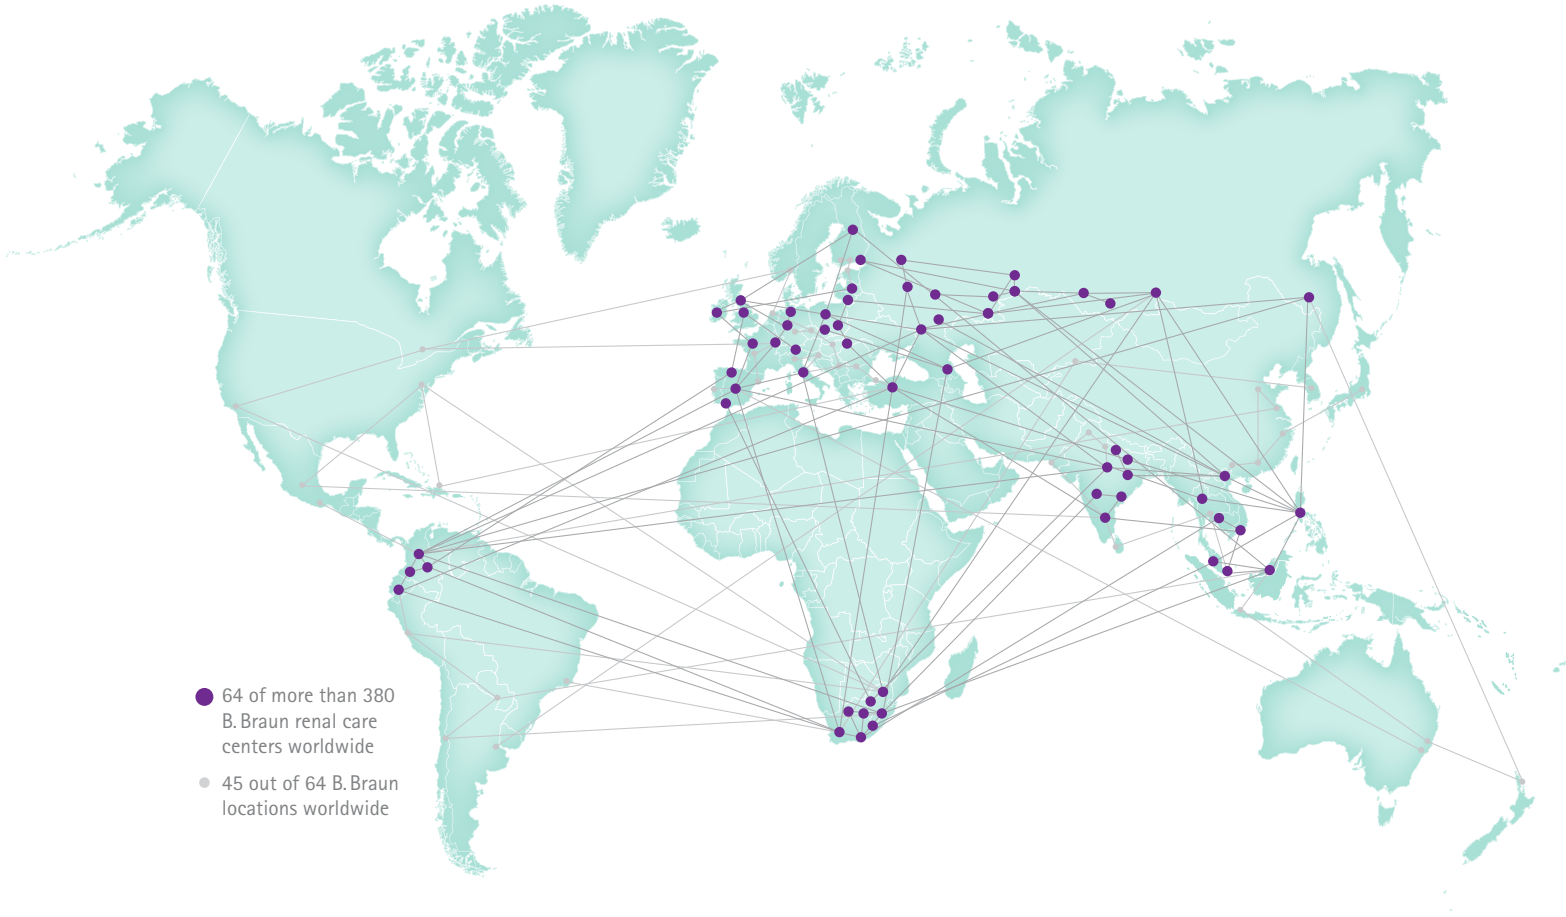 64 of more than 380
B. Braun renal care
centers worldwide
45 out of 64 B. Braun
locations worldwide